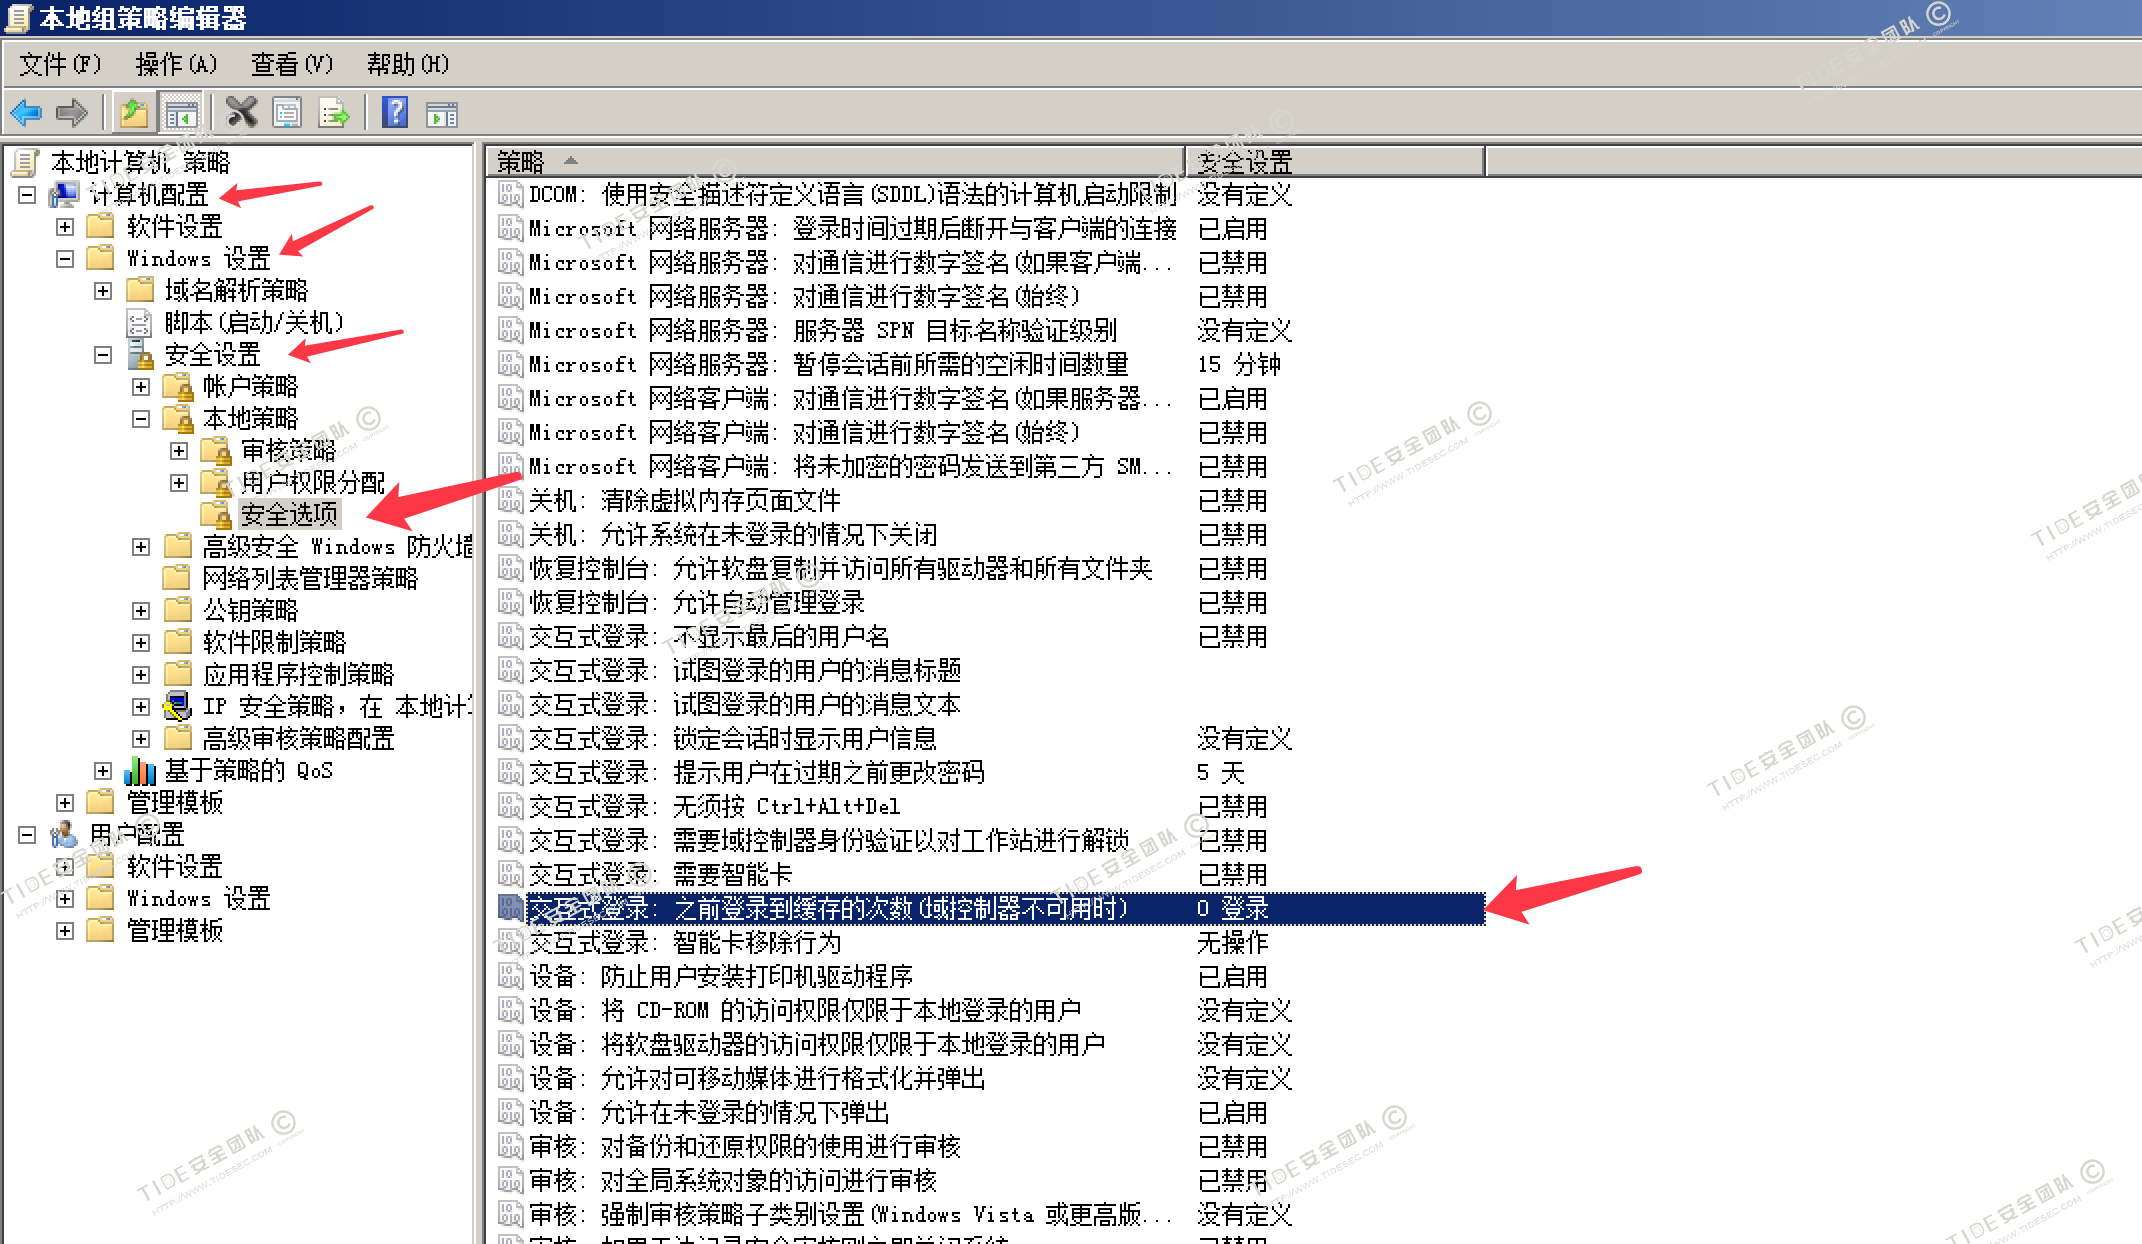 本地组策略编辑器
文件(F) 操作(A) 查看(V) 帮助(H)
本地计算机 策略
计算机配置
软件设置
Windows 设置
域名解析策略
脚本(启动/关机)
安全设置
帐户策略
本地策略
审核策略
用户权限分配
安全选项
高级安全 Windows 防火墙
网络列表管理器策略
公钥策略
软件限制策略
应用程序控制策略
IP 安全策略，在 本地计
高级审核策略配置
基于策略的 QoS
管理模板
用户配置
软件设置
Windows 设置
管理模板
策略 安全设置
DCOM: 使用安全描述符定义语言(SDDL)语法的计算机启动限制 没有定义
Microsoft 网络服务器: 登录时间过期后断开与客户端的连接 已启用
Microsoft 网络服务器: 对通信进行数字签名(如果客户端... 已禁用
Microsoft 网络服务器: 对通信进行数字签名(始终) 已禁用
Microsoft 网络服务器: 服务器 SPN 目标名称验证级别 没有定义
Microsoft 网络服务器: 暂停会话前所需的空闲时间数量 15 分钟
Microsoft 网络客户端: 对通信进行数字签名(如果服务器... 已启用
Microsoft 网络客户端: 对通信进行数字签名(始终) 已禁用
Microsoft 网络客户端: 将未加密的密码发送到第三方 SM... 已禁用
关机: 清除虚拟内存页面文件 已禁用
关机: 允许系统在未登录的情况下关闭 已禁用
恢复控制台: 允许软盘复制并访问所有驱动器和所有文件夹 已禁用
恢复控制台: 允许自动管理登录 已禁用
交互式登录: 不显示最后的用户名 已禁用
交互式登录: 试图登录的用户的消息标题
交互式登录: 试图登录的用户的消息文本
交互式登录: 锁定会话时显示用户信息 没有定义
交互式登录: 提示用户在过期之前更改密码 5 天
交互式登录: 无须按 Ctrl+Alt+Del 已禁用
交互式登录: 需要域控制器身份验证以对工作站进行解锁 已禁用
交互式登录: 需要智能卡 已禁用
交互式登录: 之前登录到缓存的次数(域控制器不可用时) 0 登录
交互式登录: 智能卡移除行为 无操作
设备: 防止用户安装打印机驱动程序 已启用
设备: 将 CD-ROM 的访问权限仅限于本地登录的用户 没有定义
设备: 将软盘驱动器的访问权限仅限于本地登录的用户 没有定义
设备: 允许对可移动媒体进行格式化并弹出 没有定义
设备: 允许在未登录的情况下弹出 已启用
审核: 对备份和还原权限的使用进行审核 已禁用
审核: 对全局系统对象的访问进行审核 已禁用
审核: 强制审核策略子类别设置(Windows Vista 或更高版... 没有定义
审核: 如果无法记录安全审核则立即关闭系统 已禁用
TIDE安全团队 ©
HTTP://WWW.TIDESEC.COM